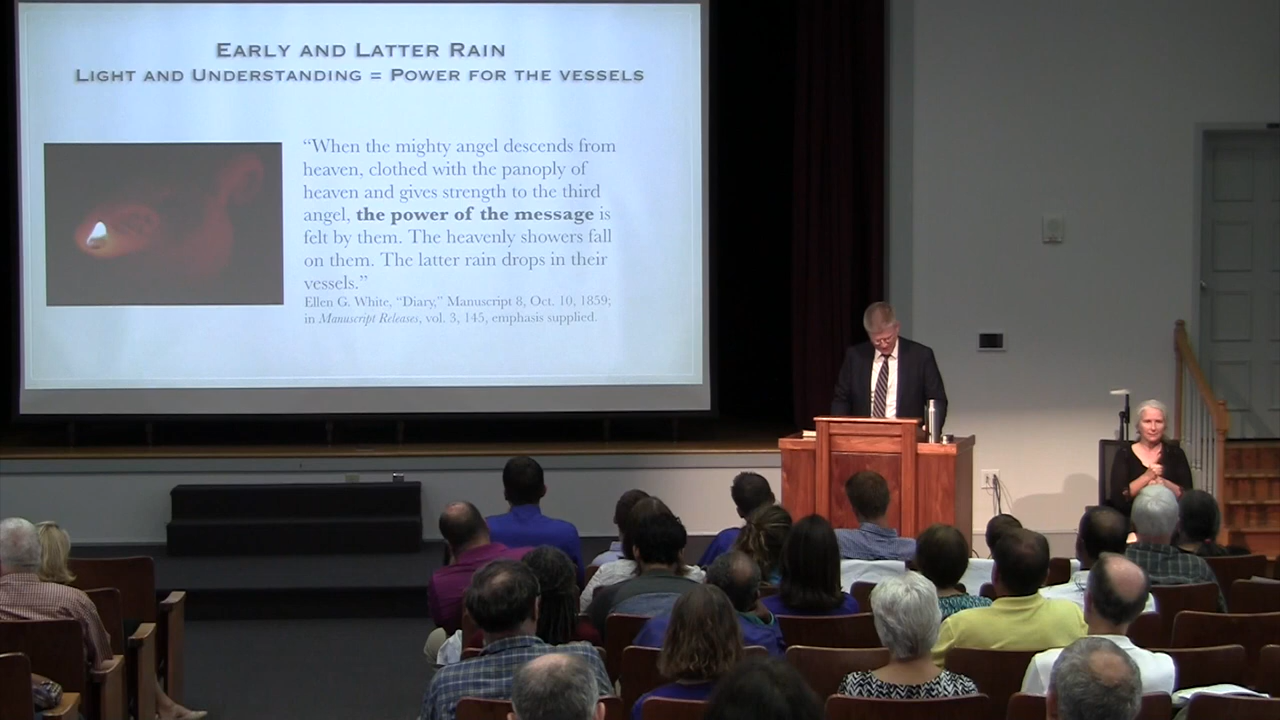 Early and Latter Rain
Light and Understanding = Power for the vessels
“When the mighty angel descends from
heaven, clothed with the panoply of
heaven and gives strength to the third
angel, the power of the message is
felt by them. The heavenly showers fall
on them. The latter rain drops in their
vessels.”
Ellen G. White, “Diary,” Manuscript 8, Oct. 10, 1859;
in Manuscript Releases, vol. 3, 145, emphasis supplied.